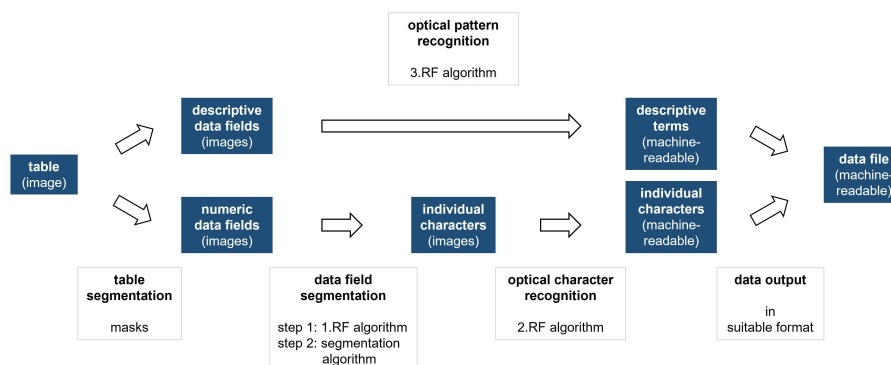 optical pattern
recognition
3.RF algorithm
descriptive
data fields
(images)
descriptive
terms
(machine-
readable)
table
(image)
data file
(machine-
readable)
numeric
data fields
(images)
individual
characters
(images)
individual
characters
(machine-
readable)
table
segmentation
masks
data field
segmentation
step 1: 1.RF algorithm
step 2: segmentation
algorithm
optical character
recognition
2.RF algorithm
data output
in
suitable format